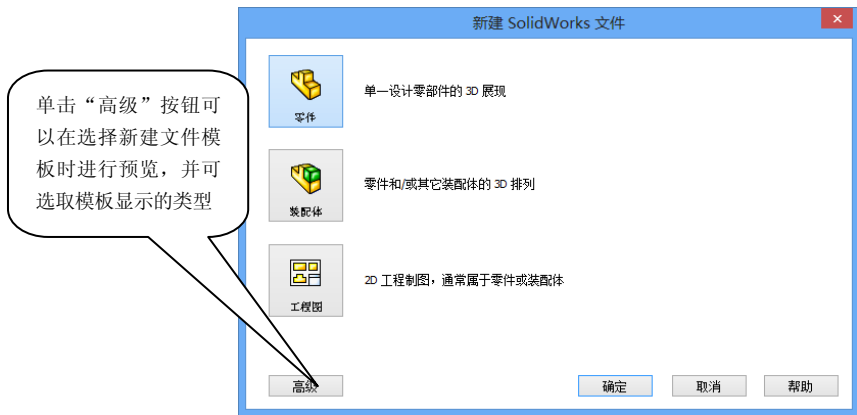 新建 SolidWorks 文件
单击“高级”按钮可
以在选择新建文件模
板时进行预览，并可
选取模板显示的类型
零件
单一设计零部件的 3D 展现
装配体
零件和/或其它装配体的 3D 排列
工程图
2D 工程制图，通常属于零件或装配体
高级
确定
取消
帮助